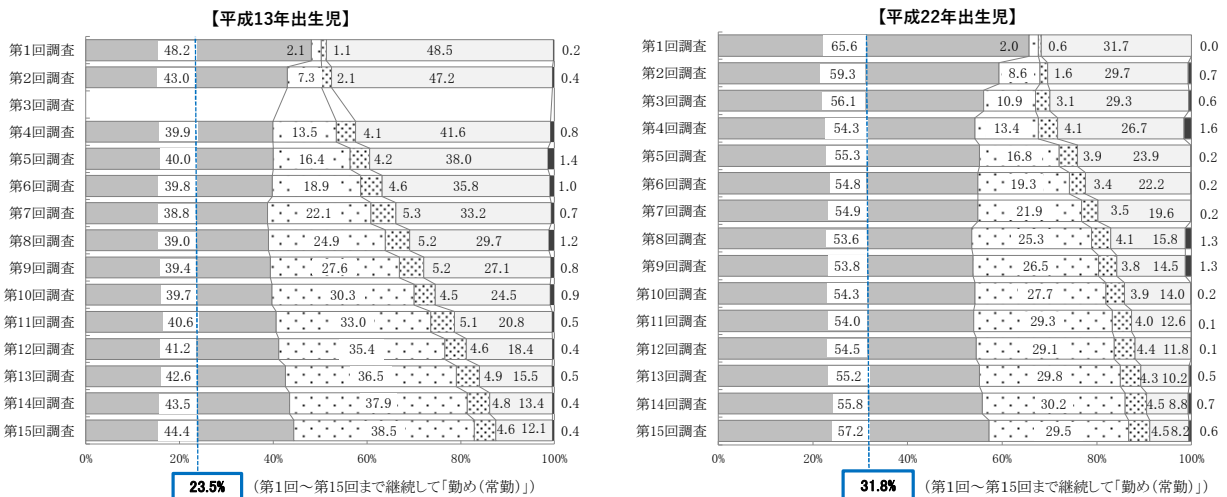 【平成13年出生児】
第1回調査 48.2 2.1 1.1 48.5 0.2
第2回調査 43.0 7.3 2.1 47.2 0.4
第3回調査
第4回調査 39.9 13.5 4.1 41.6 0.8
第5回調査 40.0 16.4 4.2 38.0 1.4
第6回調査 39.8 18.9 4.6 35.8 1.0
第7回調査 38.8 22.1 5.3 33.2 0.7
第8回調査 39.0 24.9 5.2 29.7 1.2
第9回調査 39.4 27.6 5.2 27.1 0.8
第10回調査 39.7 30.3 4.5 24.5 0.9
第11回調査 40.6 33.0 5.1 20.8 0.5
第12回調査 41.2 35.4 4.6 18.4 0.4
第13回調査 42.6 36.5 4.9 15.5 0.5
第14回調査 43.5 37.9 4.8 13.4 0.4
第15回調査 44.4 38.5 4.6 12.1 0.4
0% 20% 40% 60% 80% 100%
23.5% (第1回～第15回まで継続して「勤め(常勤)」)
【平成22年出生児】
第1回調査 65.6 2.0 0.6 31.7 0.0
第2回調査 59.3 8.6 1.6 29.7 0.7
第3回調査 56.1 10.9 3.1 29.3 0.6
第4回調査 54.3 13.4 4.1 26.7 1.6
第5回調査 55.3 16.8 3.9 23.9 0.2
第6回調査 54.8 19.3 3.4 22.2 0.2
第7回調査 54.9 21.9 3.5 19.6 0.2
第8回調査 53.6 25.3 4.1 15.8 1.3
第9回調査 53.8 26.5 3.8 14.5 1.3
第10回調査 54.3 27.7 3.9 14.0 0.2
第11回調査 54.0 29.3 4.0 12.6 0.1
第12回調査 54.5 29.1 4.4 11.8 0.1
第13回調査 55.2 29.8 4.3 10.2 0.5
第14回調査 55.8 30.2 4.5 8.8 0.7
第15回調査 57.2 29.5 4.5 8.2 0.6
0% 20% 40% 60% 80% 100%
31.8% (第1回～第15回まで継続して「勤め(常勤)」)